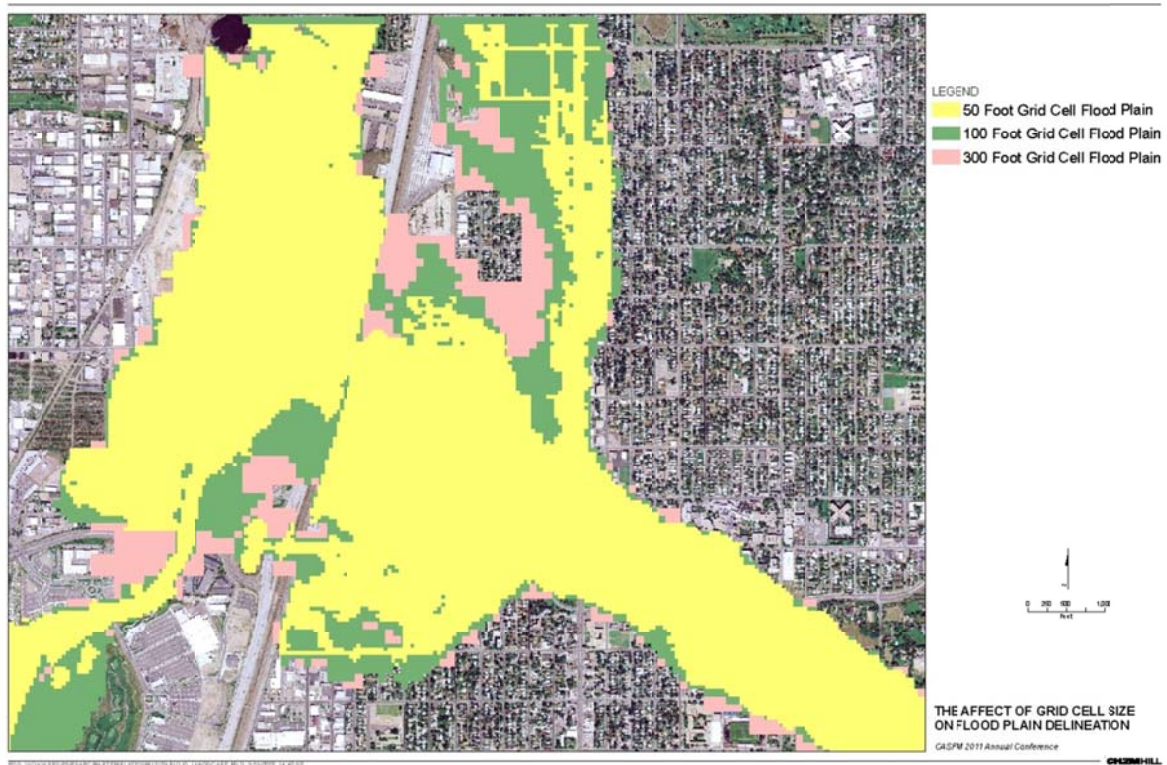 LEGEND
50 Foot Grid Cell Flood Plain
100 Foot Grid Cell Flood Plain
300 Foot Grid Cell Flood Plain
Feet
THE AFFECT OF GRID CELL SIZE
ON FLOOD PLAIN DELINEATION
CASFM 2011 Annual Conference
CH2MHILL